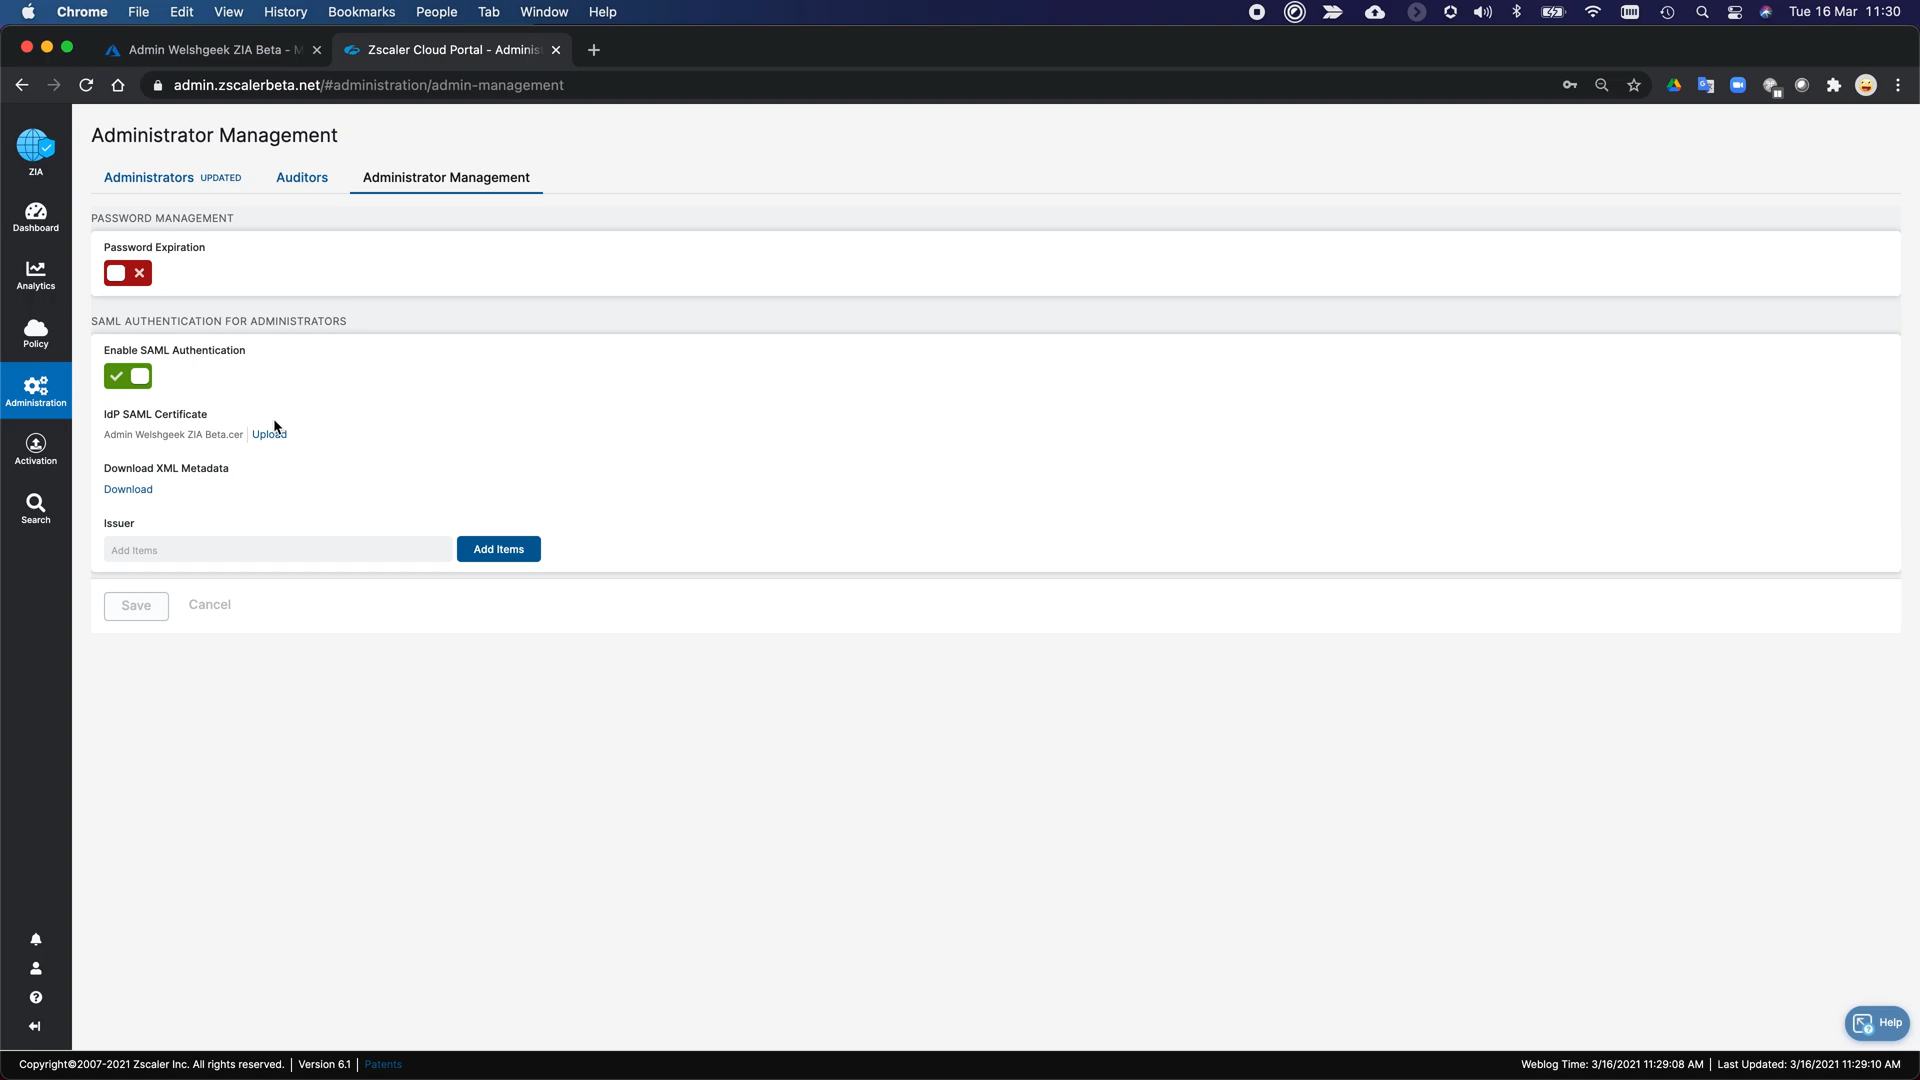 Chrome File Edit View History Bookmarks People Tab Window Help Tue 16 Mar 11:30
Admin Welshgeek ZIA Beta - M Zscaler Cloud Portal - Adminis
admin.zscalerbeta.net/#administration/admin-management
ZIA
Dashboard
Analytics
Policy
Administration
Activation
Search
Administrator Management
Administrators UPDATED Auditors Administrator Management
PASSWORD MANAGEMENT
Password Expiration
SAML AUTHENTICATION FOR ADMINISTRATORS
Enable SAML Authentication
IdP SAML Certificate
Admin Welshgeek ZIA Beta.cer Upload
Download XML Metadata
Download
Issuer
Add Items Add Items
Save Cancel
Help
Copyright©2007-2021 Zscaler Inc. All rights reserved. | Version 6.1 | Patents Weblog Time: 3/16/2021 11:29:08 AM | Last Updated: 3/16/2021 11:29:10 AM